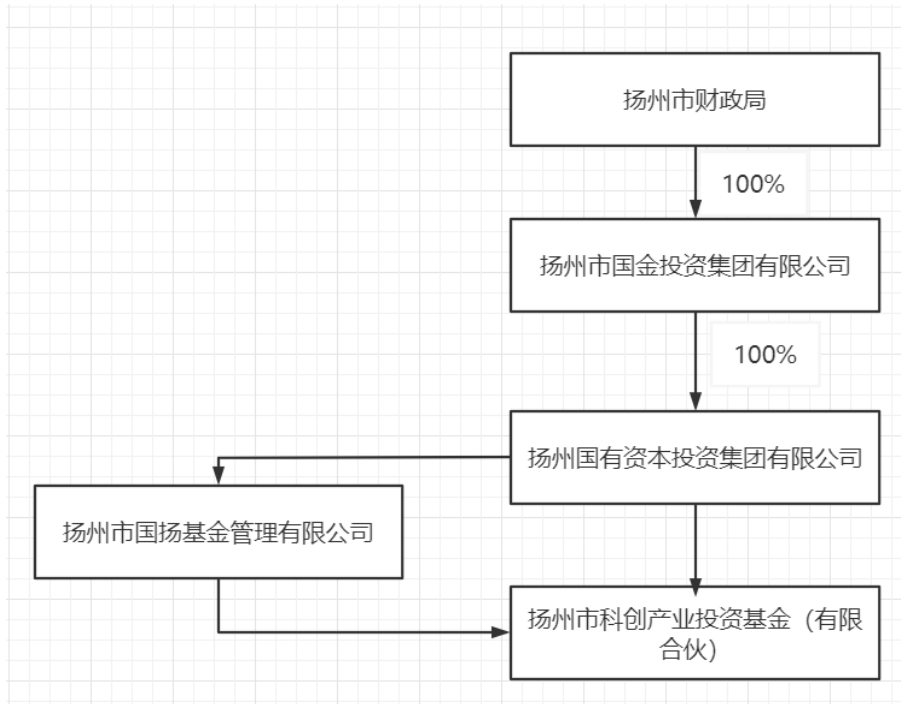 扬州市财政局
100%
扬州市国金投资集团有限公司
100%
扬州国有资本投资集团有限公司
扬州市国扬基金管理有限公司
扬州市科创产业投资基金（有限
合伙）